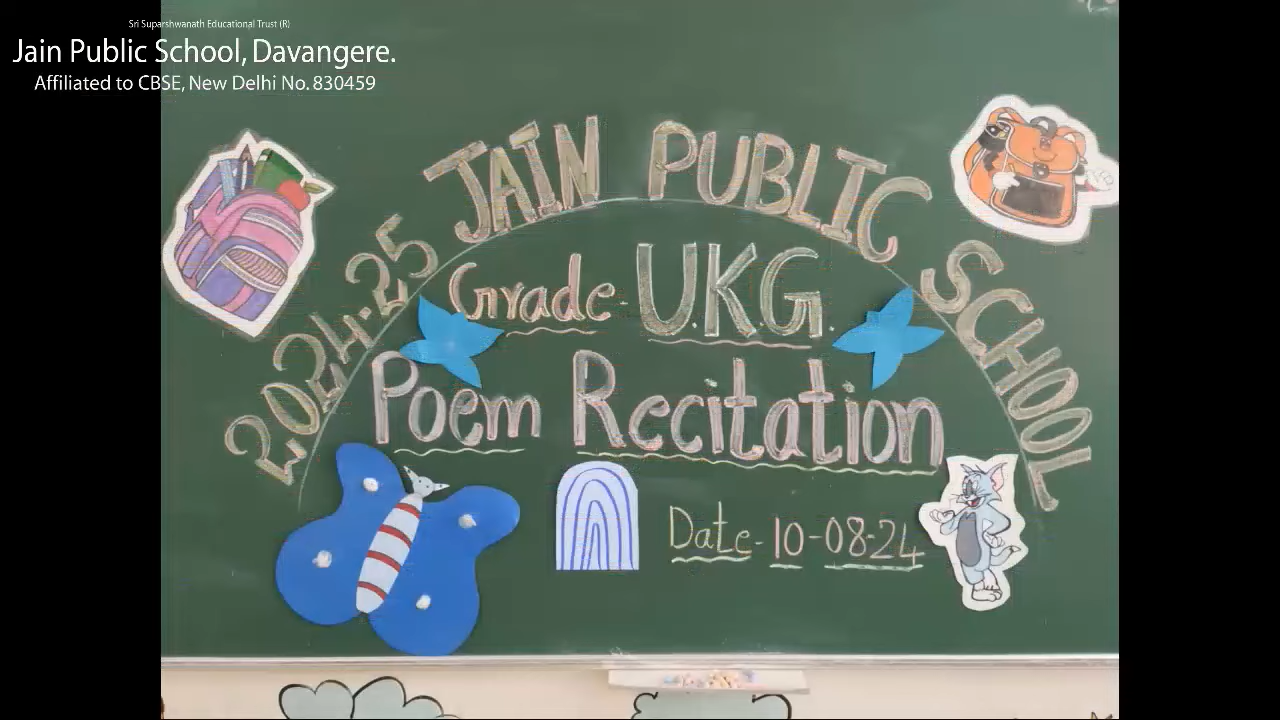 Sri Suparshwanath Educational Trust (R)
Jain Public School, Davangere.
Affiliated to CBSE, New Delhi No. 830459
2024-25 JAIN PUBLIC SCHOOL
Grade- U.K.G.
Poem Recitation
Date- 10-08-24